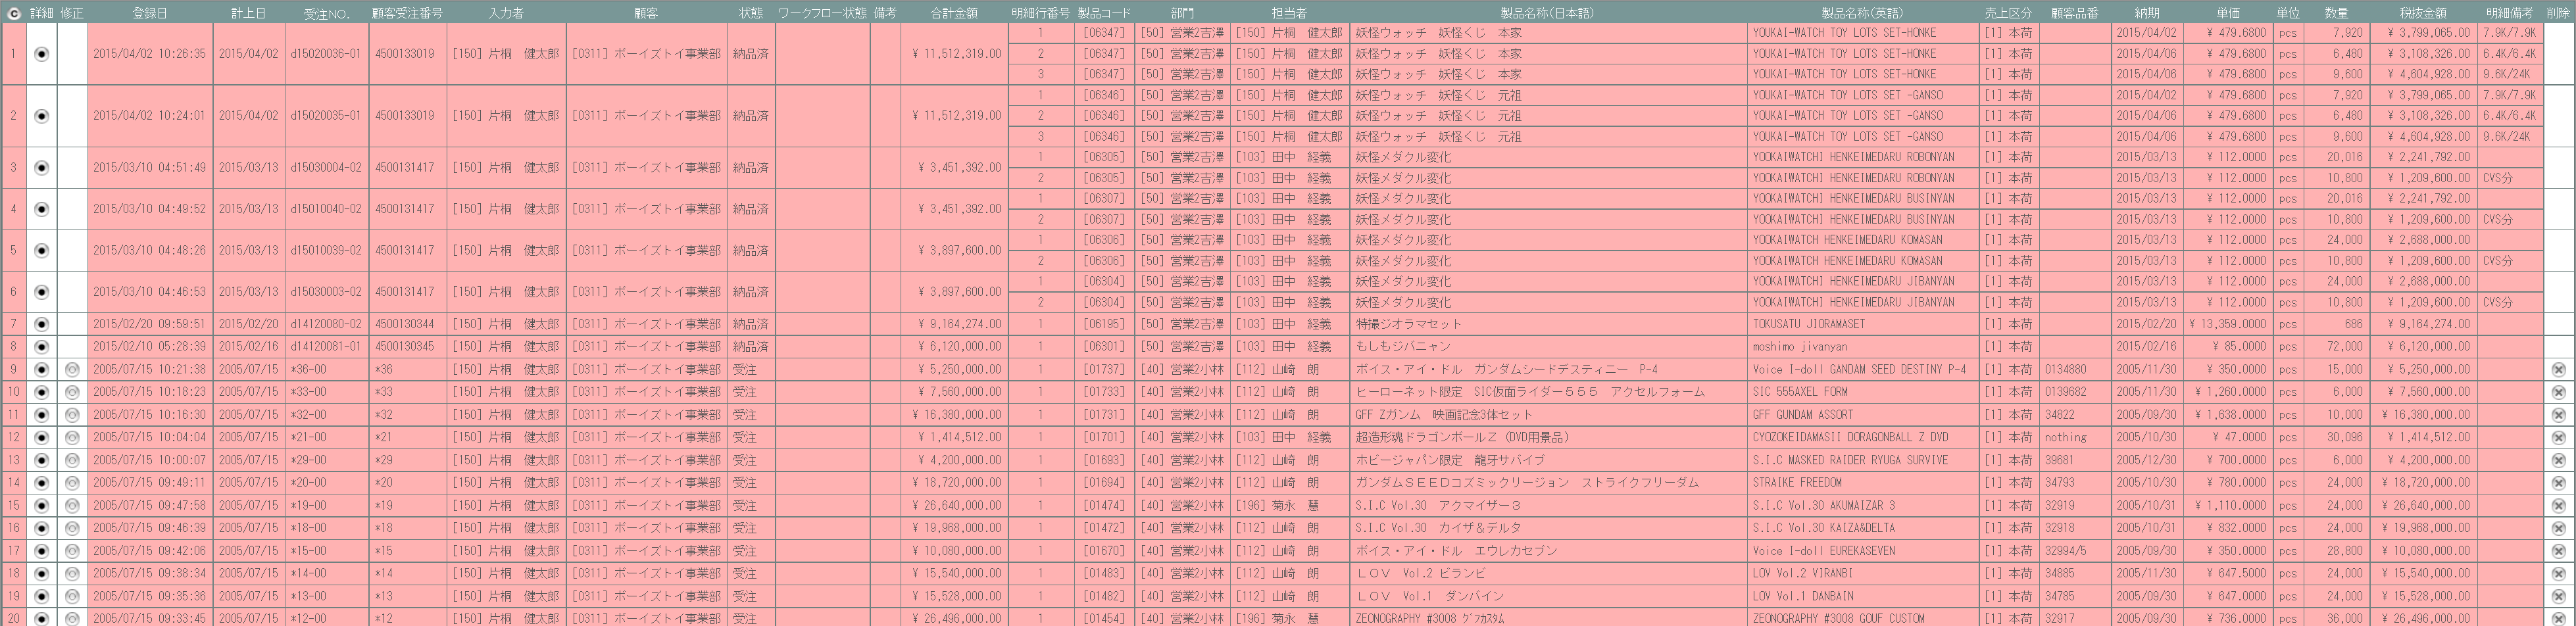 詳細 修正 登録日 計上日 受注NO. 顧客受注番号 入力者 顧客 状態 ワークフロー状態 備考 合計金額 明細行番号 製品コード 部門 担当者 製品名称(日本語) 製品名称(英語) 売上区分 顧客品番 納期 単価 単位 数量 税抜金額 明細備考 削除
1 2015/04/02 10:26:35 2015/04/02 d15020036-01 4500133019 [150] 片桐 健太郎 [0311] ボーイズトイ事業部 納品済 ¥ 11,512,319.00 1 [06347] [50] 営業2吉澤 [150] 片桐 健太郎 妖怪ウォッチ 妖怪くじ 本家 YOUKAI-WATCH TOY LOTS SET-HONKE [1] 本荷 2015/04/02 ¥ 479.6800 pcs 7,920 ¥ 3,799,065.00 7.9K/7.9K
2 [06347] [50] 営業2吉澤 [150] 片桐 健太郎 妖怪ウォッチ 妖怪くじ 本家 YOUKAI-WATCH TOY LOTS SET-HONKE [1] 本荷 2015/04/06 ¥ 479.6800 pcs 6,480 ¥ 3,108,326.00 6.4K/6.4K
3 [06347] [50] 営業2吉澤 [150] 片桐 健太郎 妖怪ウォッチ 妖怪くじ 本家 YOUKAI-WATCH TOY LOTS SET-HONKE [1] 本荷 2015/04/06 ¥ 479.6800 pcs 9,600 ¥ 4,604,928.00 9.6K/24K
2 2015/04/02 10:24:01 2015/04/02 d15020035-01 4500133019 [150] 片桐 健太郎 [0311] ボーイズトイ事業部 納品済 ¥ 11,512,319.00 1 [06346] [50] 営業2吉澤 [150] 片桐 健太郎 妖怪ウォッチ 妖怪くじ 元祖 YOUKAI-WATCH TOY LOTS SET -GANSO [1] 本荷 2015/04/02 ¥ 479.6800 pcs 7,920 ¥ 3,799,065.00 7.9K/7.9K
2 [06346] [50] 営業2吉澤 [150] 片桐 健太郎 妖怪ウォッチ 妖怪くじ 元祖 YOUKAI-WATCH TOY LOTS SET -GANSO [1] 本荷 2015/04/06 ¥ 479.6800 pcs 6,480 ¥ 3,108,326.00 6.4K/6.4K
3 [06346] [50] 営業2吉澤 [150] 片桐 健太郎 妖怪ウォッチ 妖怪くじ 元祖 YOUKAI-WATCH TOY LOTS SET -GANSO [1] 本荷 2015/04/06 ¥ 479.6800 pcs 9,600 ¥ 4,604,928.00 9.6K/24K
3 2015/03/10 04:51:49 2015/03/13 d15030004-02 4500131417 [150] 片桐 健太郎 [0311] ボーイズトイ事業部 納品済 ¥ 3,451,392.00 1 [06305] [50] 営業2吉澤 [103] 田中 経義 妖怪メダクル変化 YOOKAIWATCHI HENKEIMEDARU ROBONYAN [1] 本荷 2015/03/13 ¥ 112.0000 pcs 20,016 ¥ 2,241,792.00
2 [06305] [50] 営業2吉澤 [103] 田中 経義 妖怪メダクル変化 YOOKAIWATCHI HENKEIMEDARU ROBONYAN [1] 本荷 2015/03/13 ¥ 112.0000 pcs 10,800 ¥ 1,209,600.00 CVS分
4 2015/03/10 04:49:52 2015/03/13 d15010040-02 4500131417 [150] 片桐 健太郎 [0311] ボーイズトイ事業部 納品済 ¥ 3,451,392.00 1 [06307] [50] 営業2吉澤 [103] 田中 経義 妖怪メダクル変化 YOOKAIWATCHI HENKEIMEDARU BUSINYAN [1] 本荷 2015/03/13 ¥ 112.0000 pcs 20,016 ¥ 2,241,792.00
2 [06307] [50] 営業2吉澤 [103] 田中 経義 妖怪メダクル変化 YOOKAIWATCHI HENKEIMEDARU BUSINYAN [1] 本荷 2015/03/13 ¥ 112.0000 pcs 10,800 ¥ 1,209,600.00 CVS分
5 2015/03/10 04:48:26 2015/03/13 d15010039-02 4500131417 [150] 片桐 健太郎 [0311] ボーイズトイ事業部 納品済 ¥ 3,897,600.00 1 [06306] [50] 営業2吉澤 [103] 田中 経義 妖怪メダクル変化 YOOKAIWATCH HENKEIMEDARU KOMASAN [1] 本荷 2015/03/13 ¥ 112.0000 pcs 24,000 ¥ 2,688,000.00
2 [06306] [50] 営業2吉澤 [103] 田中 経義 妖怪メダクル変化 YOOKAIWATCH HENKEIMEDARU KOMASAN [1] 本荷 2015/03/13 ¥ 112.0000 pcs 10,800 ¥ 1,209,600.00 CVS分
6 2015/03/10 04:46:53 2015/03/13 d15030003-02 4500131417 [150] 片桐 健太郎 [0311] ボーイズトイ事業部 納品済 ¥ 3,897,600.00 1 [06304] [50] 営業2吉澤 [103] 田中 経義 妖怪メダクル変化 YOOKAIWATCHI HENKEIMEDARU JIBANYAN [1] 本荷 2015/03/13 ¥ 112.0000 pcs 24,000 ¥ 2,688,000.00
2 [06304] [50] 営業2吉澤 [103] 田中 経義 妖怪メダクル変化 YOOKAIWATCHI HENKEIMEDARU JIBANYAN [1] 本荷 2015/03/13 ¥ 112.0000 pcs 10,800 ¥ 1,209,600.00 CVS分
7 2015/02/20 09:59:51 2015/02/20 d14120080-02 4500130344 [150] 片桐 健太郎 [0311] ボーイズトイ事業部 納品済 ¥ 9,164,274.00 1 [06195] [50] 営業2吉澤 [103] 田中 経義 特撮ジオラマセット TOKUSATU JIORAMASET [1] 本荷 2015/02/20 ¥ 13,359.0000 pcs 686 ¥ 9,164,274.00
8 2015/02/10 05:28:39 2015/02/16 d14120081-01 4500130345 [150] 片桐 健太郎 [0311] ボーイズトイ事業部 納品済 ¥ 6,120,000.00 1 [06301] [50] 営業2吉澤 [103] 田中 経義 もしもジバニャン moshimo jivanyan [1] 本荷 2015/02/16 ¥ 85.0000 pcs 72,000 ¥ 6,120,000.00
9 2005/07/15 10:21:38 2005/07/15 *36-00 *36 [150] 片桐 健太郎 [0311] ボーイズトイ事業部 受注 ¥ 5,250,000.00 1 [01737] [40] 営業2小林 [112] 山崎 朗 ボイス・アイ・ドル ガンダムシードデスティニー P-4 Voice I-doll GANDAM SEED DESTINY P-4 [1] 本荷 0134880 2005/11/30 ¥ 350.0000 pcs 15,000 ¥ 5,250,000.00
10 2005/07/15 10:18:23 2005/07/15 *33-00 *33 [150] 片桐 健太郎 [0311] ボーイズトイ事業部 受注 ¥ 7,560,000.00 1 [01733] [40] 営業2小林 [112] 山崎 朗 ヒーローネット限定 SIC仮面ライダー５５５ アクセルフォーム SIC 555AXEL FORM [1] 本荷 0139682 2005/11/30 ¥ 1,260.0000 pcs 6,000 ¥ 7,560,000.00
11 2005/07/15 10:16:30 2005/07/15 *32-00 *32 [150] 片桐 健太郎 [0311] ボーイズトイ事業部 受注 ¥ 16,380,000.00 1 [01731] [40] 営業2小林 [112] 山崎 朗 GFF Zガンム 映画記念3体セット GFF GUNDAM ASSORT [1] 本荷 34822 2005/09/30 ¥ 1,638.0000 pcs 10,000 ¥ 16,380,000.00
12 2005/07/15 10:04:04 2005/07/15 *21-00 *21 [150] 片桐 健太郎 [0311] ボーイズトイ事業部 受注 ¥ 1,414,512.00 1 [01701] [40] 営業2小林 [103] 田中 経義 超造形魂ドラゴンボールＺ（DVD用景品） CYOZOKEIDAMASII DORAGONBALL Z DVD [1] 本荷 nothing 2005/10/30 ¥ 47.0000 pcs 30,096 ¥ 1,414,512.00
13 2005/07/15 10:00:07 2005/07/15 *29-00 *29 [150] 片桐 健太郎 [0311] ボーイズトイ事業部 受注 ¥ 4,200,000.00 1 [01693] [40] 営業2小林 [112] 山崎 朗 ホビージャパン限定 龍牙サバイブ S.I.C MASKED RAIDER RYUGA SURVIVE [1] 本荷 39681 2005/12/30 ¥ 700.0000 pcs 6,000 ¥ 4,200,000.00
14 2005/07/15 09:49:11 2005/07/15 *20-00 *20 [150] 片桐 健太郎 [0311] ボーイズトイ事業部 受注 ¥ 18,720,000.00 1 [01694] [40] 営業2小林 [112] 山崎 朗 ガンダムＳＥＥＤコズミックリージョン ストライクフリーダム STRAIKE FREEDOM [1] 本荷 34793 2005/10/30 ¥ 780.0000 pcs 24,000 ¥ 18,720,000.00
15 2005/07/15 09:47:58 2005/07/15 *19-00 *19 [150] 片桐 健太郎 [0311] ボーイズトイ事業部 受注 ¥ 26,640,000.00 1 [01474] [40] 営業2小林 [196] 菊永 慧 S.I.C Vol.30 アクマイザー３ S.I.C Vol.30 AKUMAIZAR 3 [1] 本荷 32919 2005/10/31 ¥ 1,110.0000 pcs 24,000 ¥ 26,640,000.00
16 2005/07/15 09:46:39 2005/07/15 *18-00 *18 [150] 片桐 健太郎 [0311] ボーイズトイ事業部 受注 ¥ 19,968,000.00 1 [01472] [40] 営業2小林 [112] 山崎 朗 S.I.C Vol.30 カイザ＆デルタ S.I.C Vol.30 KAIZA&DELTA [1] 本荷 32918 2005/10/31 ¥ 832.0000 pcs 24,000 ¥ 19,968,000.00
17 2005/07/15 09:42:06 2005/07/15 *15-00 *15 [150] 片桐 健太郎 [0311] ボーイズトイ事業部 受注 ¥ 10,080,000.00 1 [01670] [40] 営業2小林 [112] 山崎 朗 ボイス・アイ・ドル エウレカセブン Voice I-doll EUREKASEVEN [1] 本荷 32994/5 2005/09/30 ¥ 350.0000 pcs 28,800 ¥ 10,080,000.00
18 2005/07/15 09:38:34 2005/07/15 *14-00 *14 [150] 片桐 健太郎 [0311] ボーイズトイ事業部 受注 ¥ 15,540,000.00 1 [01483] [40] 営業2小林 [112] 山崎 朗 ＬＯＶ Vol.2 ビランビ LOV Vol.2 VIRANBI [1] 本荷 34885 2005/11/30 ¥ 647.5000 pcs 24,000 ¥ 15,540,000.00
19 2005/07/15 09:35:36 2005/07/15 *13-00 *13 [150] 片桐 健太郎 [0311] ボーイズトイ事業部 受注 ¥ 15,528,000.00 1 [01482] [40] 営業2小林 [112] 山崎 朗 ＬＯＶ Vol.1 ダンバイン LOV Vol.1 DANBAIN [1] 本荷 34785 2005/09/30 ¥ 647.0000 pcs 24,000 ¥ 15,528,000.00
20 2005/07/15 09:33:45 2005/07/15 *12-00 *12 [150] 片桐 健太郎 [0311] ボーイズトイ事業部 受注 ¥ 26,496,000.00 1 [01454] [40] 営業2小林 [196] 菊永 慧 ZEONOGRAPHY #3008 ｸﾞﾌｶｽﾀﾑ ZEONOGRAPHY #3008 GOUF CUSTOM [1] 本荷 32917 2005/09/30 ¥ 736.0000 pcs 36,000 ¥ 26,496,000.00